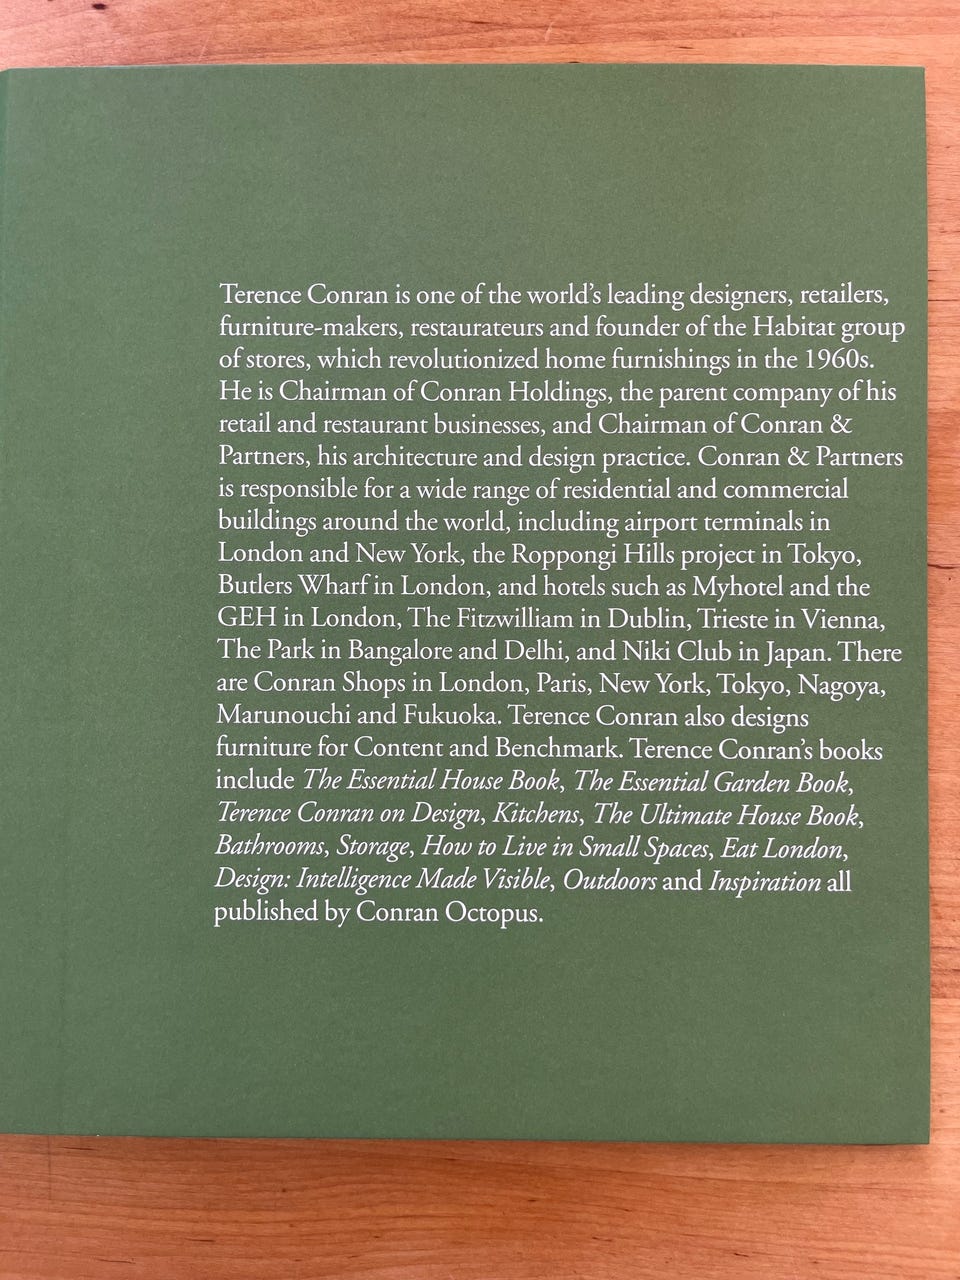 Terence Conran is one of the world’s leading designers, retailers,
furniture-makers, restaurateurs and founder of the Habitat group
of stores, which revolutionized home furnishings in the 1960s.
He is Chairman of Conran Holdings, the parent company of his
retail and restaurant businesses, and Chairman of Conran &
Partners, his architecture and design practice. Conran & Partners
is responsible for a wide range of residential and commercial
buildings around the world, including airport terminals in
London and New York, the Roppongi Hills project in Tokyo,
Butlers Wharf in London, and hotels such as Myhotel and the
GEH in London, The Fitzwilliam in Dublin, Trieste in Vienna,
The Park in Bangalore and Delhi, and Niki Club in Japan. There
are Conran Shops in London, Paris, New York, Tokyo, Nagoya,
Marunouchi and Fukuoka. Terence Conran also designs
furniture for Content and Benchmark. Terence Conran’s books
include The Essential House Book, The Essential Garden Book,
Terence Conran on Design, Kitchens, The Ultimate House Book,
Bathrooms, Storage, How to Live in Small Spaces, Eat London,
Design: Intelligence Made Visible, Outdoors and Inspiration all
published by Conran Octopus.